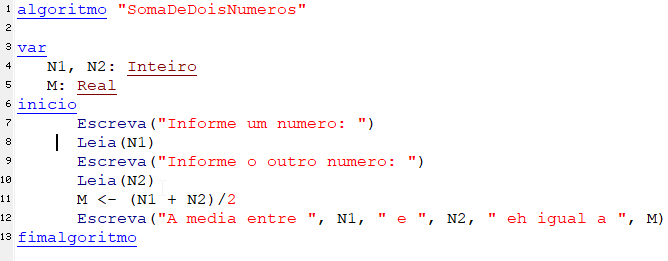 1 algoritmo "SomaDeDoisNumeros"
2
3 var
4 N1, N2: Inteiro
5 M: Real
6 inicio
7 Escreva("Informe um numero: ")
8 Leia(N1)
9 Escreva("Informe o outro numero: ")
10 Leia(N2)
11 M <- (N1 + N2)/2
12 Escreva("A media entre ", N1, " e ", N2, " eh igual a ", M)
13 fimalgoritmo